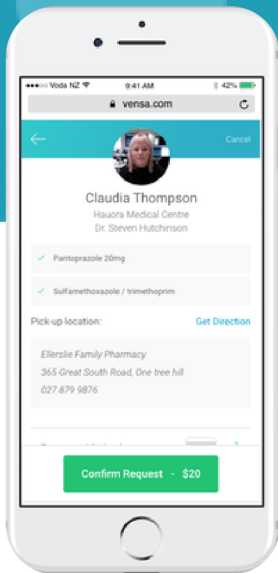 Voda NZ 9:41 AM 42%
vensa.com
Cancel
Claudia Thompson
Hauora Medical Centre
Dr. Steven Hutchinson
Pantoprazole 20mg
Sulfamethoxazole / trimethoprim
Pick-up location: Get Direction
Ellerslie Family Pharmacy
365 Great South Road, One tree hill
027 879 9876
Confirm Request - $20